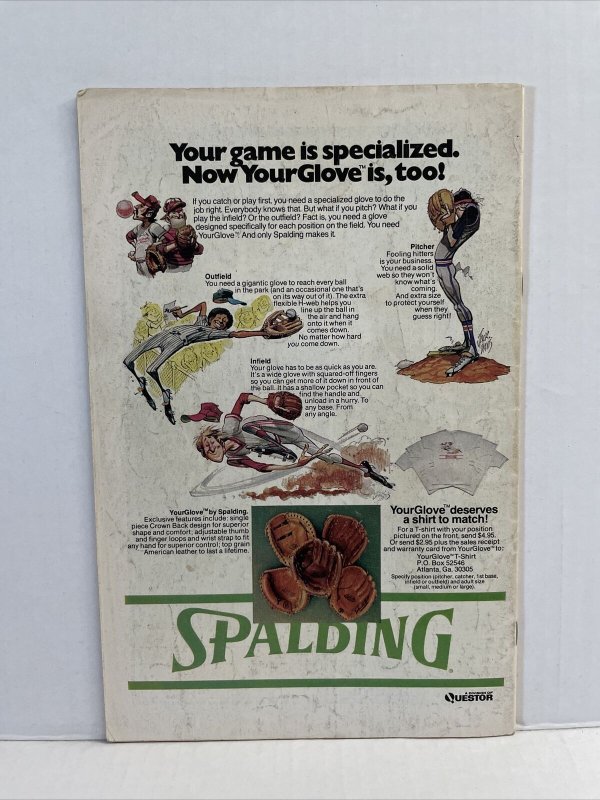 Your game is specialized.
Now YourGlove™ is, too!
If you catch or play first, you need a specialized glove to do the
job right. Everybody knows that. But what if you pitch? What if you
play the infield? Or the outfield? Fact is, you need a glove
designed specifically for each position on the field. You need
YourGlove.™ And only Spalding makes it.
Pitcher
Fooling hitters
is your business.
You need a solid
web so they won't
know what's
coming.
And extra size
to protect yourself
when they
guess right!
Outfield
You need a gigantic glove to reach every ball
in the park (and an occasional one that's
on its way out of it). The extra
flexible H-web helps you
line up the ball in
the air and hang
onto it when it
comes down.
No matter how hard
you come down.
Infield
Your glove has to be as quick as you are.
It's a wide glove with squared-off fingers
so you can get more of it down in front of
the ball. It has a shallow pocket so you can
find the handle and
unload in a hurry. To
any base. From
any angle.
YourGlove™ by Spalding.
Exclusive features include: single
piece Crown Back design for superior
shape and comfort; adjustable thumb
and finger loops and wrist strap to fit
any hand for superior control; top grain
American leather to last a lifetime.
YourGlove™ deserves
a shirt to match!
For a T-shirt with your position
pictured on the front, send $4.95.
Or send $2.95 plus the sales receipt
and warranty card from YourGlove™ to:
YourGlove™ T-Shirt
P.O. Box 52546
Atlanta, Ga. 30305
Specify position (pitcher, catcher, 1st base,
infield or outfield) and adult size
(small, medium or large).
SPALDING®
A DIVISION OF
QUESTOR